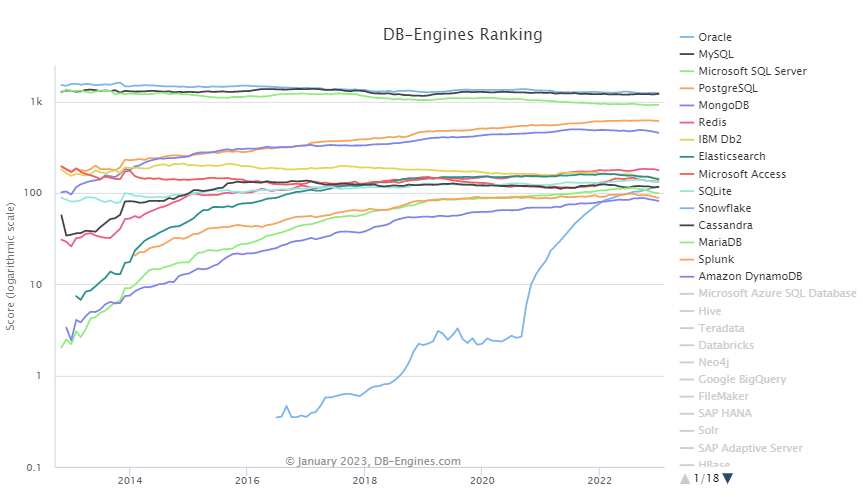 DB-Engines Ranking
Score (logarithmic scale)
1k
100
10
1
0.1
2014
2016
2018
2020
2022
© January 2023, DB-Engines.com
Oracle
MySQL
Microsoft SQL Server
PostgreSQL
MongoDB
Redis
IBM Db2
Elasticsearch
Microsoft Access
SQLite
Snowflake
Cassandra
MariaDB
Splunk
Amazon DynamoDB
Microsoft Azure SQL Database
Hive
Teradata
Databricks
Neo4j
Google BigQuery
FileMaker
SAP HANA
Solr
SAP Adaptive Server
HBase
1/18